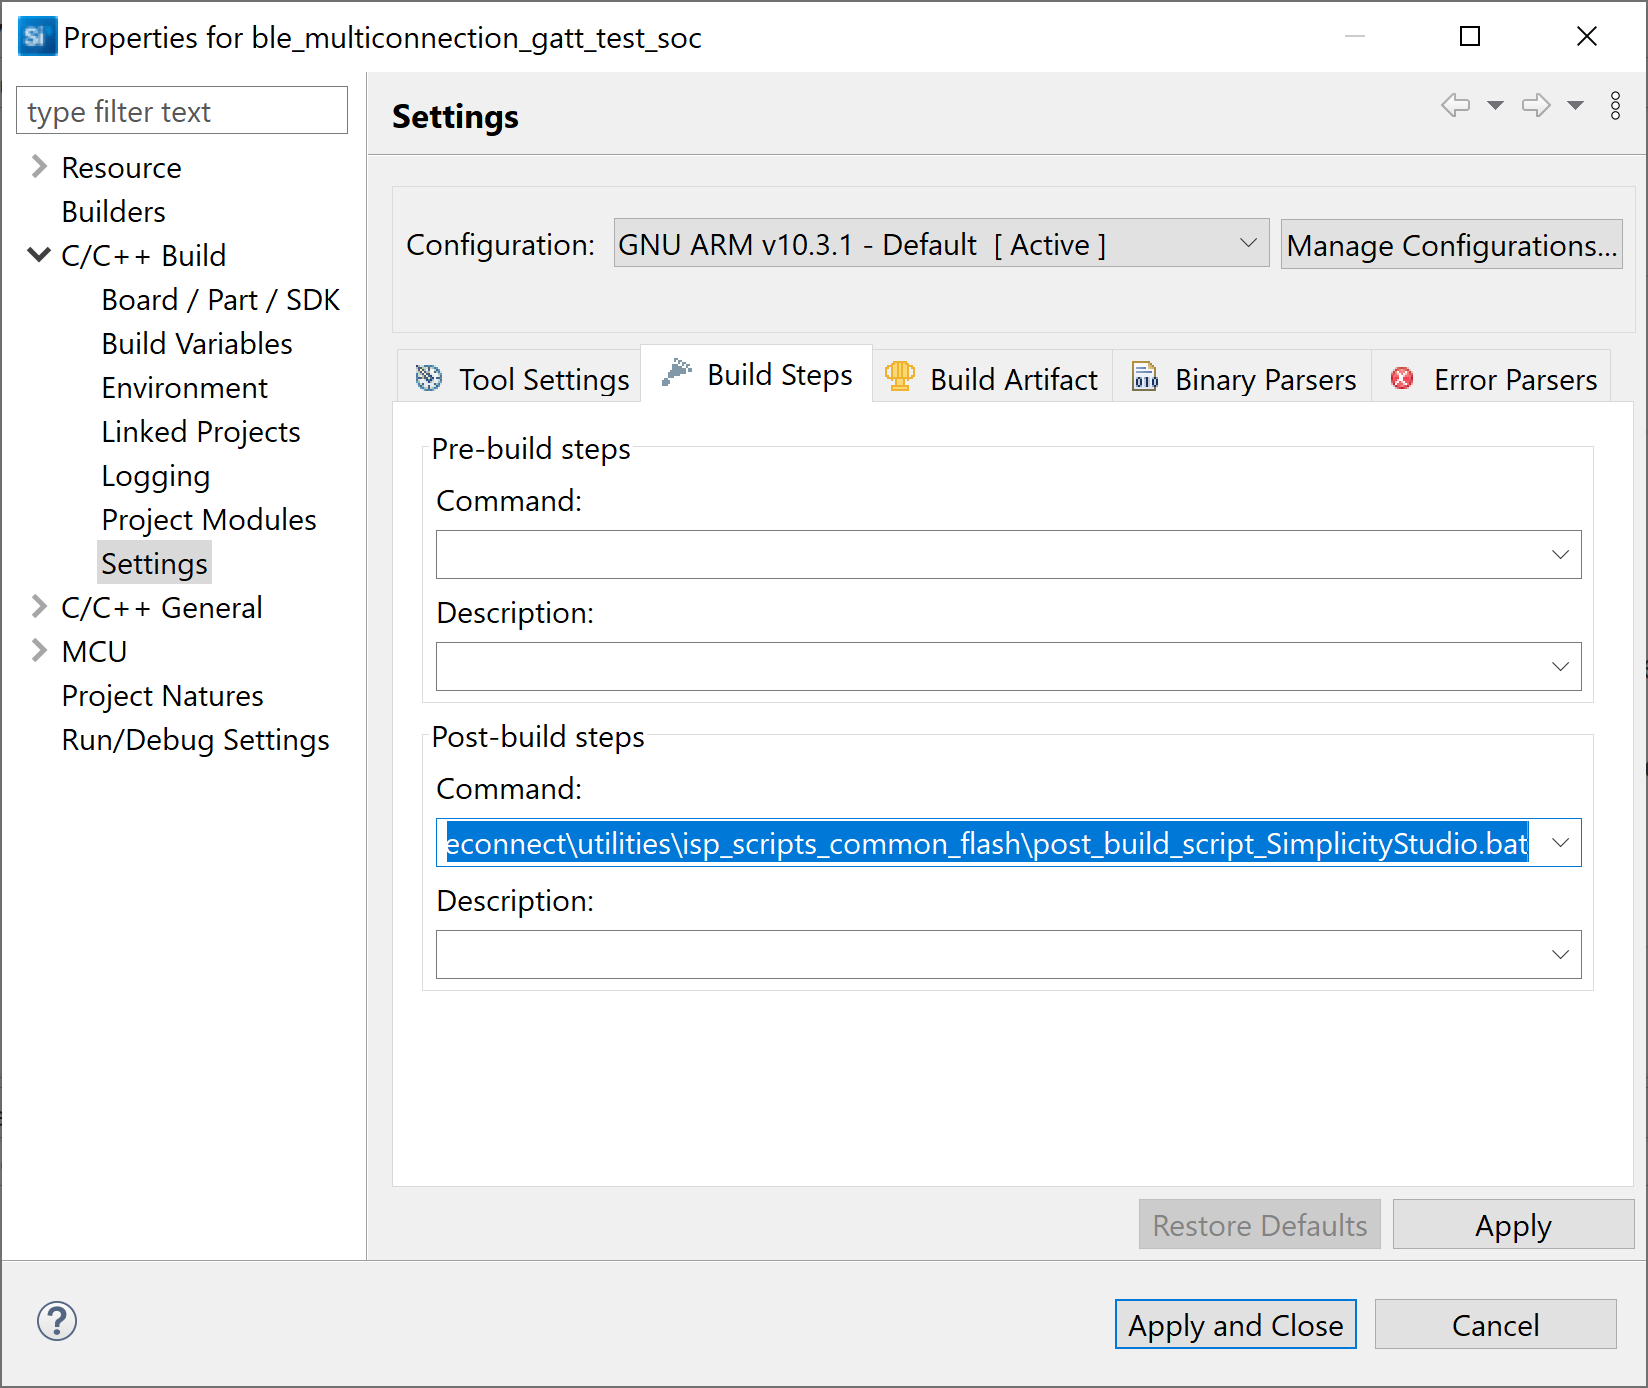 Si Properties for ble_multiconnection_gatt_test_soc
type filter text
Resource
Builders
C/C++ Build
Board / Part / SDK
Build Variables
Environment
Linked Projects
Logging
Project Modules
Settings
C/C++ General
MCU
Project Natures
Run/Debug Settings
Settings
Configuration: GNU ARM v10.3.1 - Default [ Active ] Manage Configurations...
Tool Settings Build Steps Build Artifact Binary Parsers Error Parsers
Pre-build steps
Command:
Description:
Post-build steps
Command:
econnect\utilities\isp_scripts_common_flash\post_build_script_SimplicityStudio.bat
Description:
Restore Defaults Apply
? Apply and Close Cancel